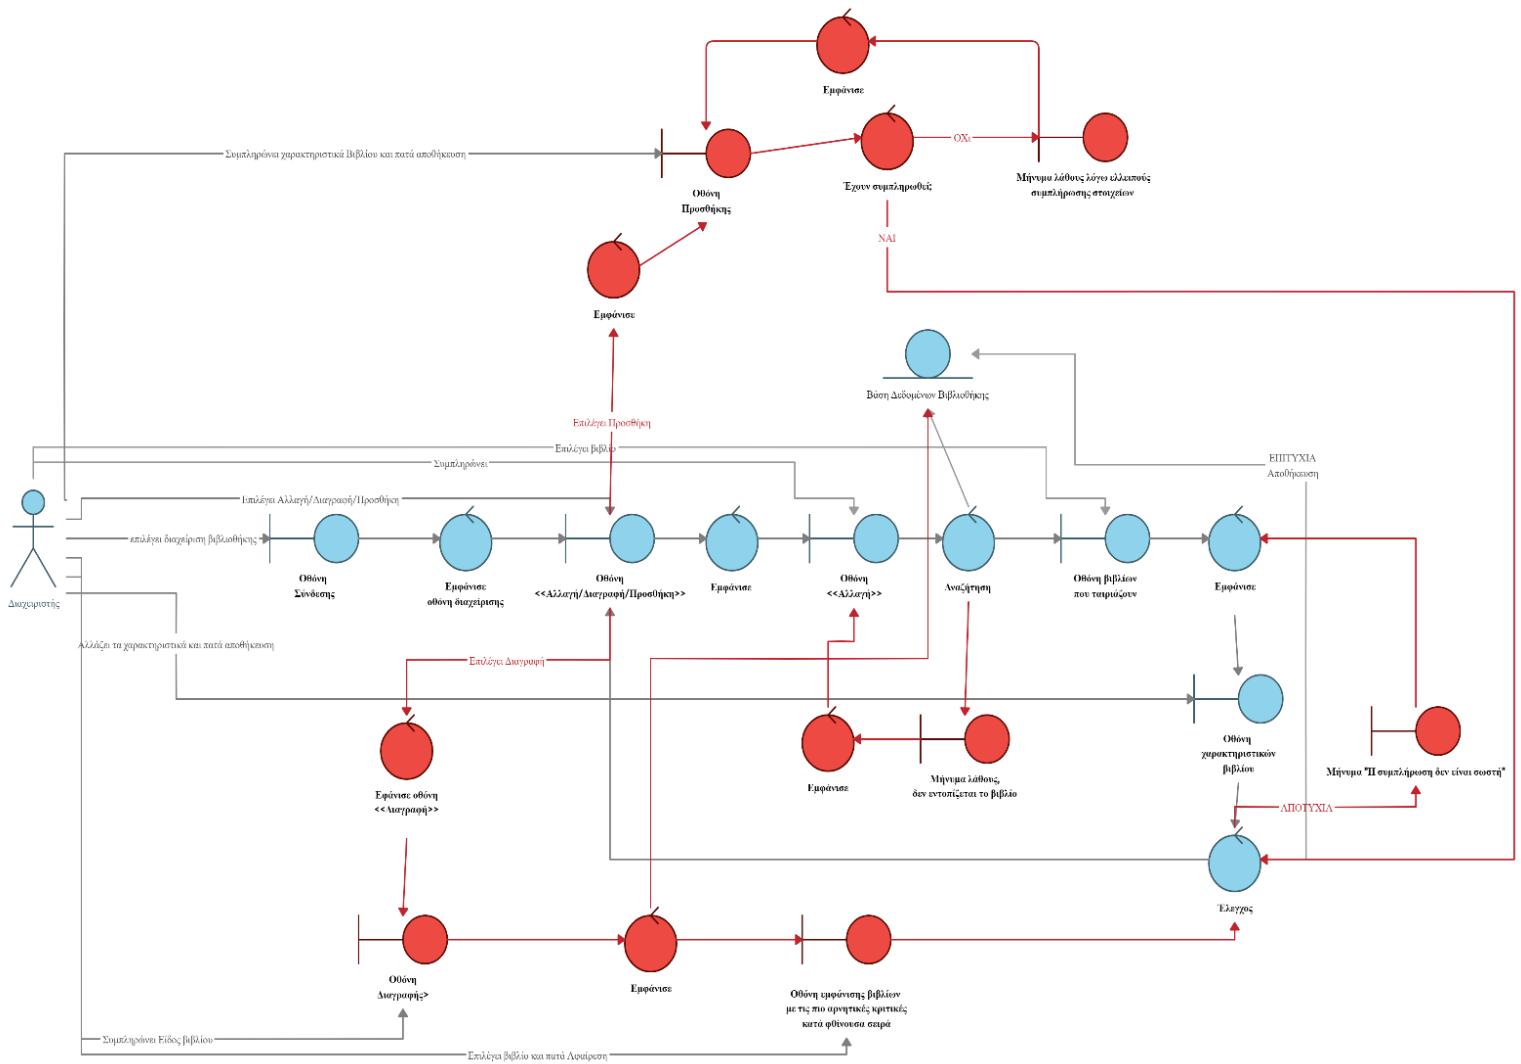 Εμφάνισε
ΟΧι
Συμπληρώνει χαρακτηριστικά Βιβλίου και πατά αποθήκευση
Οθόνη
Προσθήκης
Έχουν συμπληρωθεί;
Μήνυμα λάθους λόγω ελλειπούς
συμπλήρωσης στοιχείων
ΝΑΙ
Εμφάνισε
Βάση Δεδομένων Βιβλιοθήκης
Επιλέγει Προσθήκη
Επιλέγει βιβλίο
Συμπληρώνει
ΕΠΙΤΥΧΙΑ
Αποθήκευση
Επιλέγει Αλλαγή/Διαγραφή/Προσθήκη
επιλέγει διαχείριση βιβλιοθήκης
Διαχειριστής
Οθόνη
Σύνδεσης
Εμφάνισε
οθόνη διαχείρισης
Οθόνη
<<Αλλαγή/Διαγραφή/Προσθήκη>>
Εμφάνισε
Οθόνη
<<Αλλαγή>>
Αναζήτηση
Οθόνη βιβλίων
που ταιριάζουν
Εμφάνισε
Αλλάζει τα χαρακτηριστικά και πατά αποθήκευση
Επιλέγει Διαγραφή
Οθόνη
χαρακτηριστικών
βιβλίου
Μήνυμα "Η συμπλήρωση δεν είναι σωστή"
Εφάνισε οθόνη
<<Διαγραφή>>
Εμφάνισε
Μήνυμα λάθους,
δεν εντοπίζεται το βιβλίο
ΑΠΟΤΥΧΙΑ
Έλεγχος
Οθόνη
Διαγραφής>
Εμφάνισε
Οθόνη εμφάνισης βιβλίων
με τις πιο αρνητικές κριτικές
κατά φθίνουσα σειρά
Συμπληρώνει Είδος βιβλίου
Επιλέγει βιβλίο και πατά Αφαίρεση